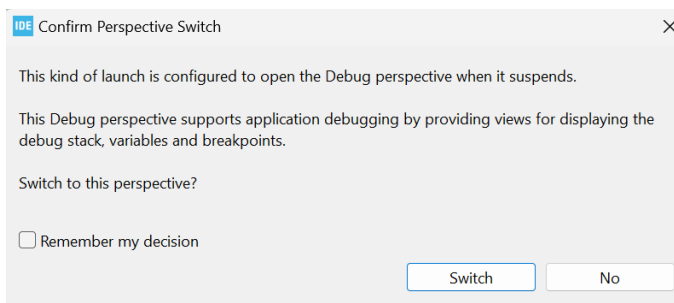 IDE Confirm Perspective Switch
This kind of launch is configured to open the Debug perspective when it suspends.
This Debug perspective supports application debugging by providing views for displaying the
debug stack, variables and breakpoints.
Switch to this perspective?
Remember my decision
Switch No